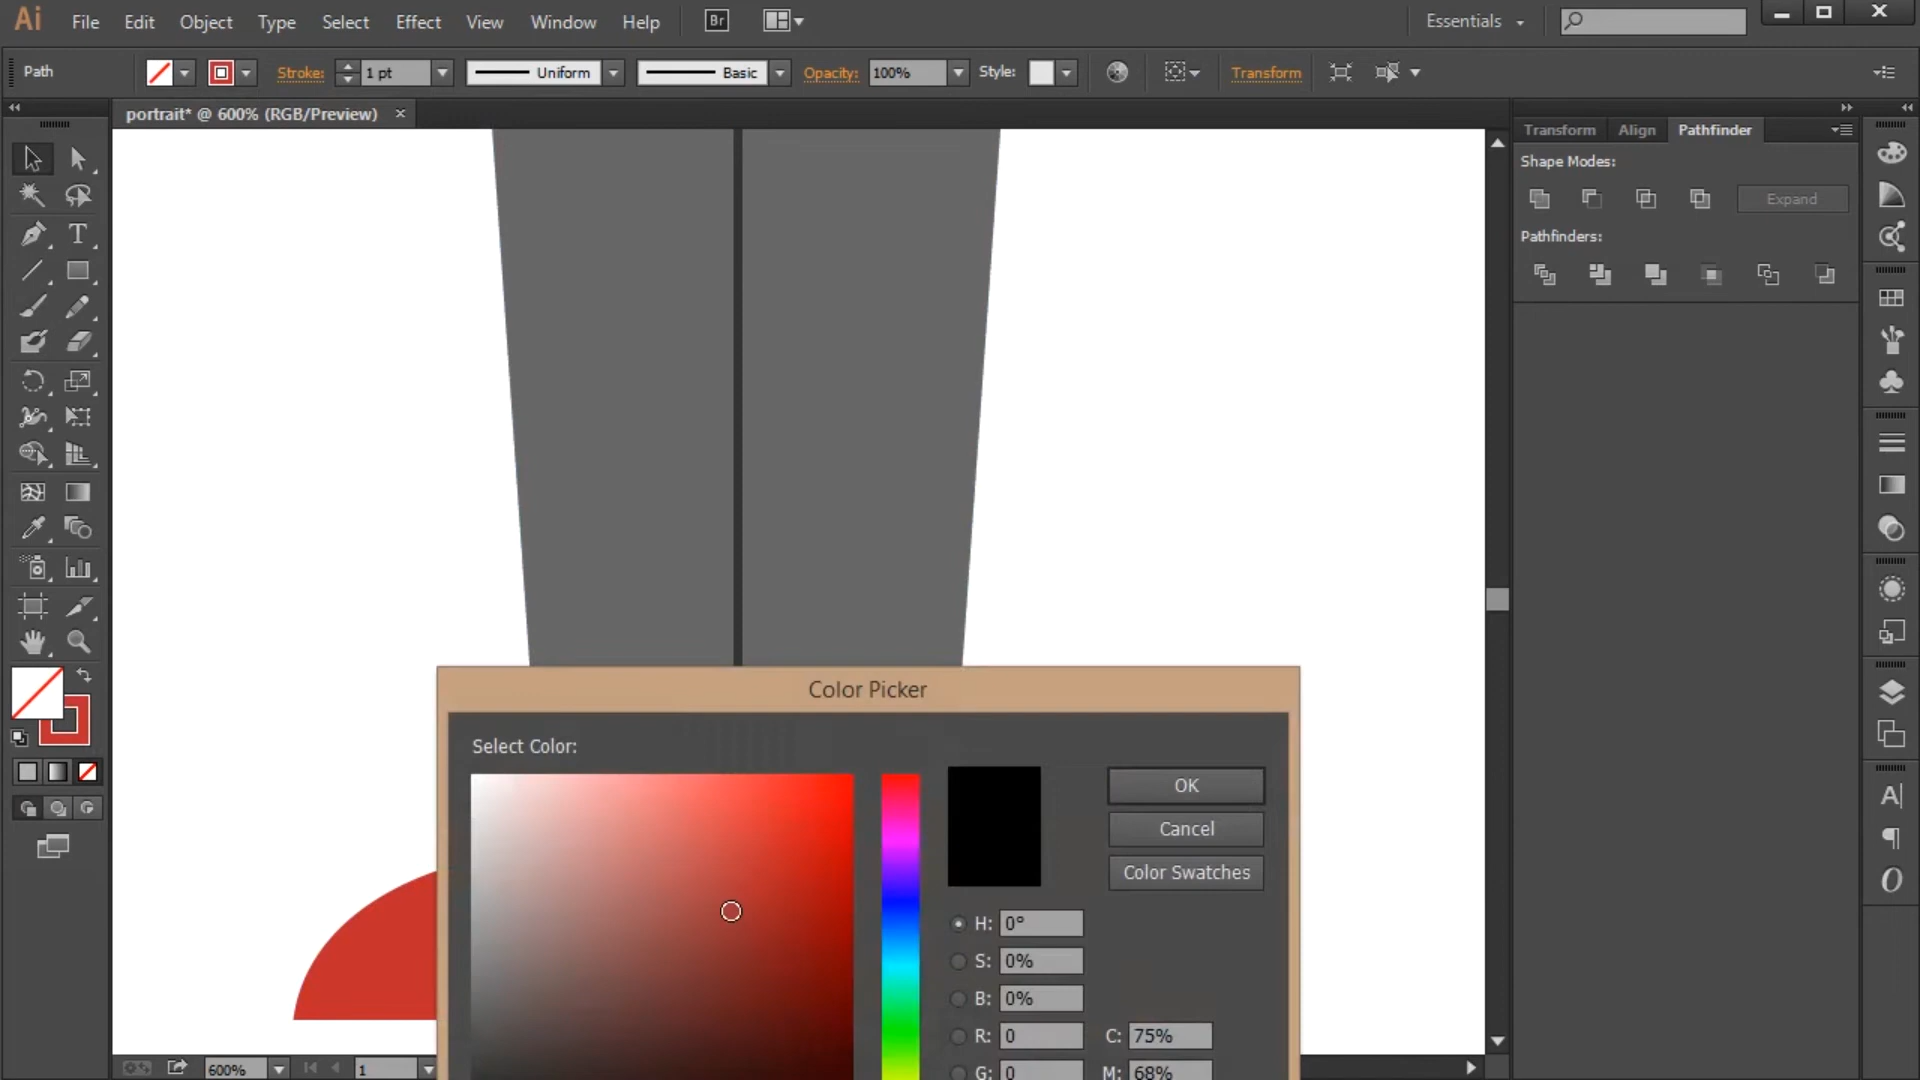 Ai File Edit Object Type Select Effect View Window Help Br Essentials
Path Stroke: 1 pt Uniform Basic Opacity: 100% Style: Transform
portrait* @ 600% (RGB/Preview) ×
Transform Align Pathfinder
Shape Modes:
Expand
Pathfinders:
Color Picker
Select Color:
OK
Cancel
Color Swatches
H: 0°
S: 0%
B: 0%
R: 0 C: 75%
G: 0 M: 68%
600% 1